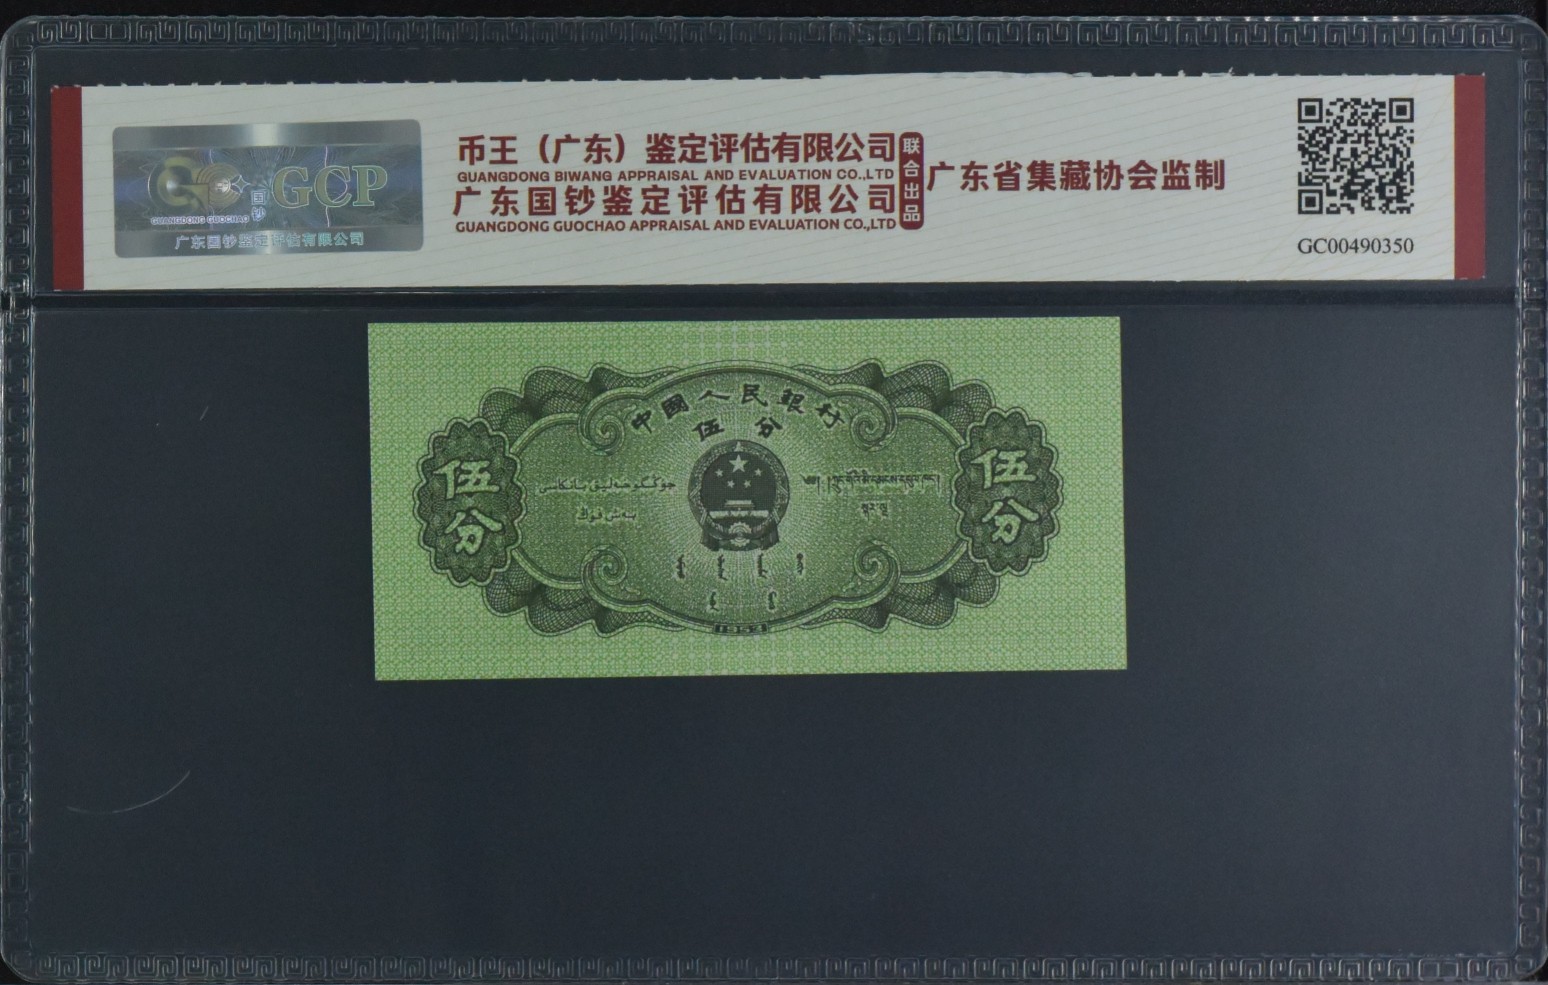 GCP
国钞
GUANGDONG GUOCHAO
广东国钞鉴定评估有限公司
币王（广东）鉴定评估有限公司
GUANGDONG BIWANG APPRAISAL AND EVALUATION CO.,LTD
广东国钞鉴定评估有限公司
GUANGDONG GUOCHAO APPRAISAL AND EVALUATION CO.,LTD
联合出品
广东省集藏协会监制
GC00490350
中國人民銀行
伍分
伍分
伍分
1953